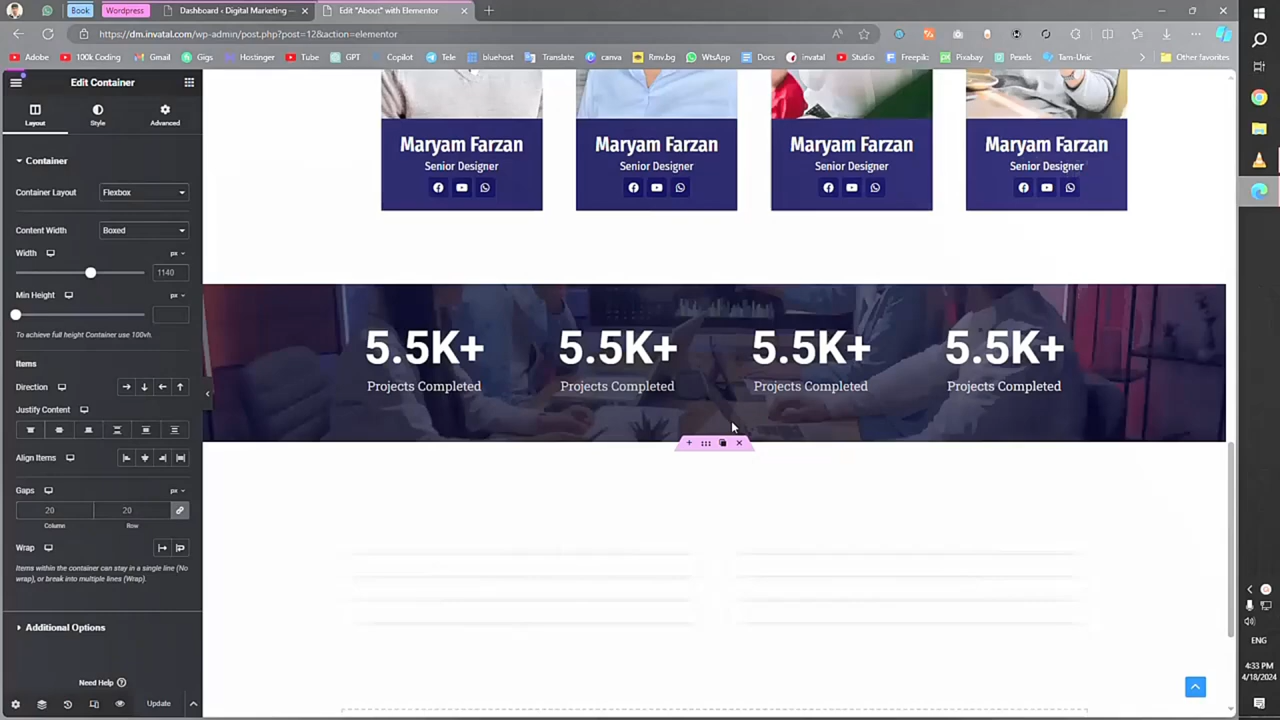 Book
Wordpress
Dashboard ‹ Digital Marketing —
Edit "About" with Elementor
https://dm.invatal.com/wp-admin/post.php?post=12&action=elementor
Adobe
100k Coding
Gmail
Gigs
Hostinger
Tube
GPT
Copilot
Tele
bluehost
Translate
canva
Rmv.bg
WtsApp
Docs
invatal
Studio
Freepik:
Pixabay
Pexels
Tam-Unic
Other favorites
Edit Container
Layout
Style
Advanced
Container
Container Layout
Flexbox
Content Width
Boxed
Width
px
1140
Min Height
px
To achieve full height Container use 100vh.
Items
Direction
Justify Content
Align Items
Gaps
px
20
20
Column
Row
Wrap
Items within the container can stay in a single line (No
wrap), or break into multiple lines (Wrap).
Additional Options
Need Help
Update
Maryam Farzan
Senior Designer
Maryam Farzan
Senior Designer
Maryam Farzan
Senior Designer
Maryam Farzan
Senior Designer
5.5K+
Projects Completed
5.5K+
Projects Completed
5.5K+
Projects Completed
5.5K+
Projects Completed
ENG
4:33 PM
4/18/2024